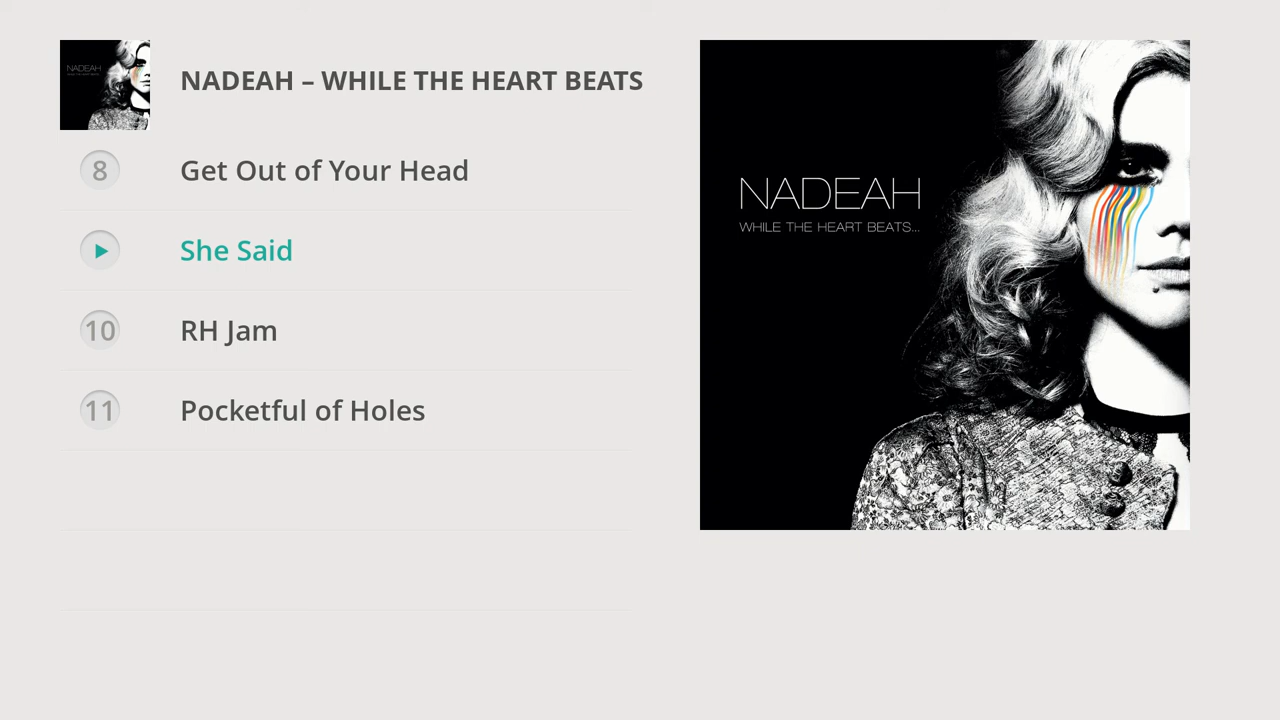 NADEAH – WHILE THE HEART BEATS
8 Get Out of Your Head
She Said
10 RH Jam
11 Pocketful of Holes
NADEAH
WHILE THE HEART BEATS...